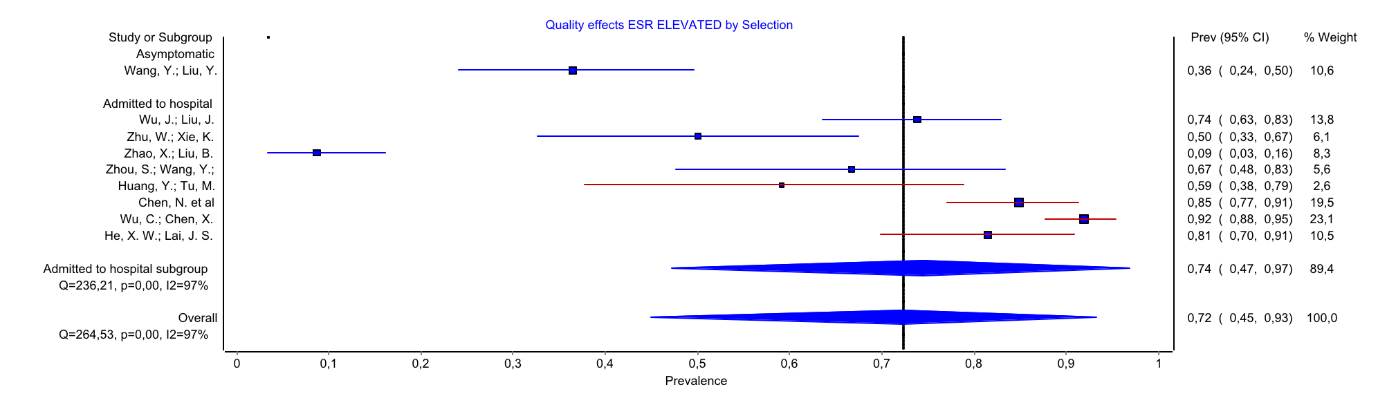 Quality effects ESR ELEVATED by Selection
Study or Subgroup Prev (95% CI) % Weight
Asymptomatic
Wang, Y.; Liu, Y. 0,36 ( 0,24, 0,50) 10,6
Admitted to hospital
Wu, J.; Liu, J. 0,74 ( 0,63, 0,83) 13,8
Zhu, W.; Xie, K. 0,50 ( 0,33, 0,67) 6,1
Zhao, X.; Liu, B. 0,09 ( 0,03, 0,16) 8,3
Zhou, S.; Wang, Y.; 0,67 ( 0,48, 0,83) 5,6
Huang, Y.; Tu, M. 0,59 ( 0,38, 0,79) 2,6
Chen, N. et al 0,85 ( 0,77, 0,91) 19,5
Wu, C.; Chen, X. 0,92 ( 0,88, 0,95) 23,1
He, X. W.; Lai, J. S. 0,81 ( 0,70, 0,91) 10,5
Admitted to hospital subgroup 0,74 ( 0,47, 0,97) 89,4
Q=236,21, p=0,00, I2=97%
Overall 0,72 ( 0,45, 0,93) 100,0
Q=264,53, p=0,00, I2=97%
0 0,1 0,2 0,3 0,4 0,5 0,6 0,7 0,8 0,9 1
Prevalence